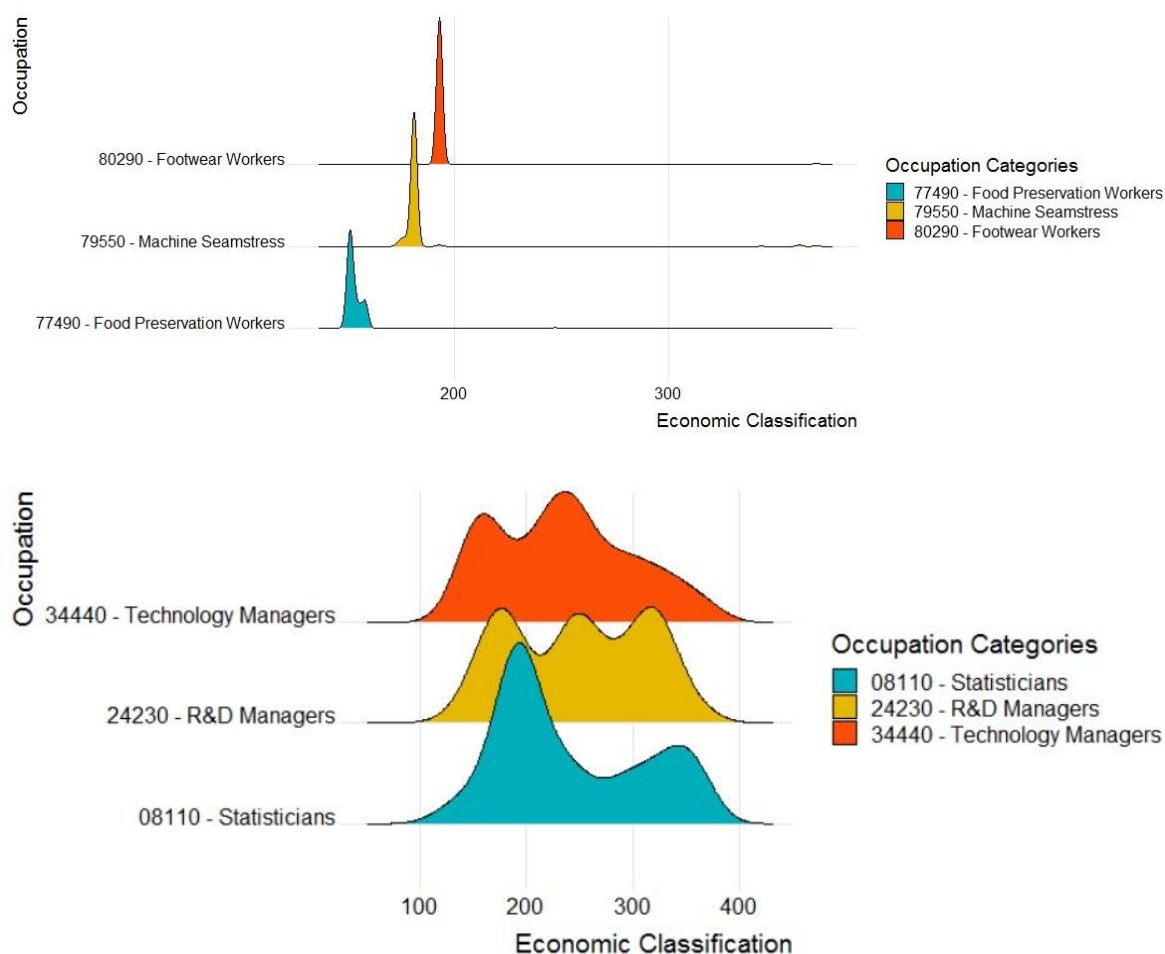 Occupation
80290 - Footwear Workers
79550 - Machine Seamstress
77490 - Food Preservation Workers
200 300
Economic Classification
Occupation Categories
77490 - Food Preservation Workers
79550 - Machine Seamstress
80290 - Footwear Workers
Occupation
34440 - Technology Managers
24230 - R&D Managers
08110 - Statisticians
100 200 300 400
Economic Classification
Occupation Categories
08110 - Statisticians
24230 - R&D Managers
34440 - Technology Managers